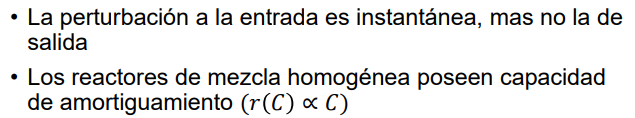 • La perturbación a la entrada es instantánea, mas no la de
salida
• Los reactores de mezcla homogénea poseen capacidad
de amortiguamiento (r(C) ∝ C)